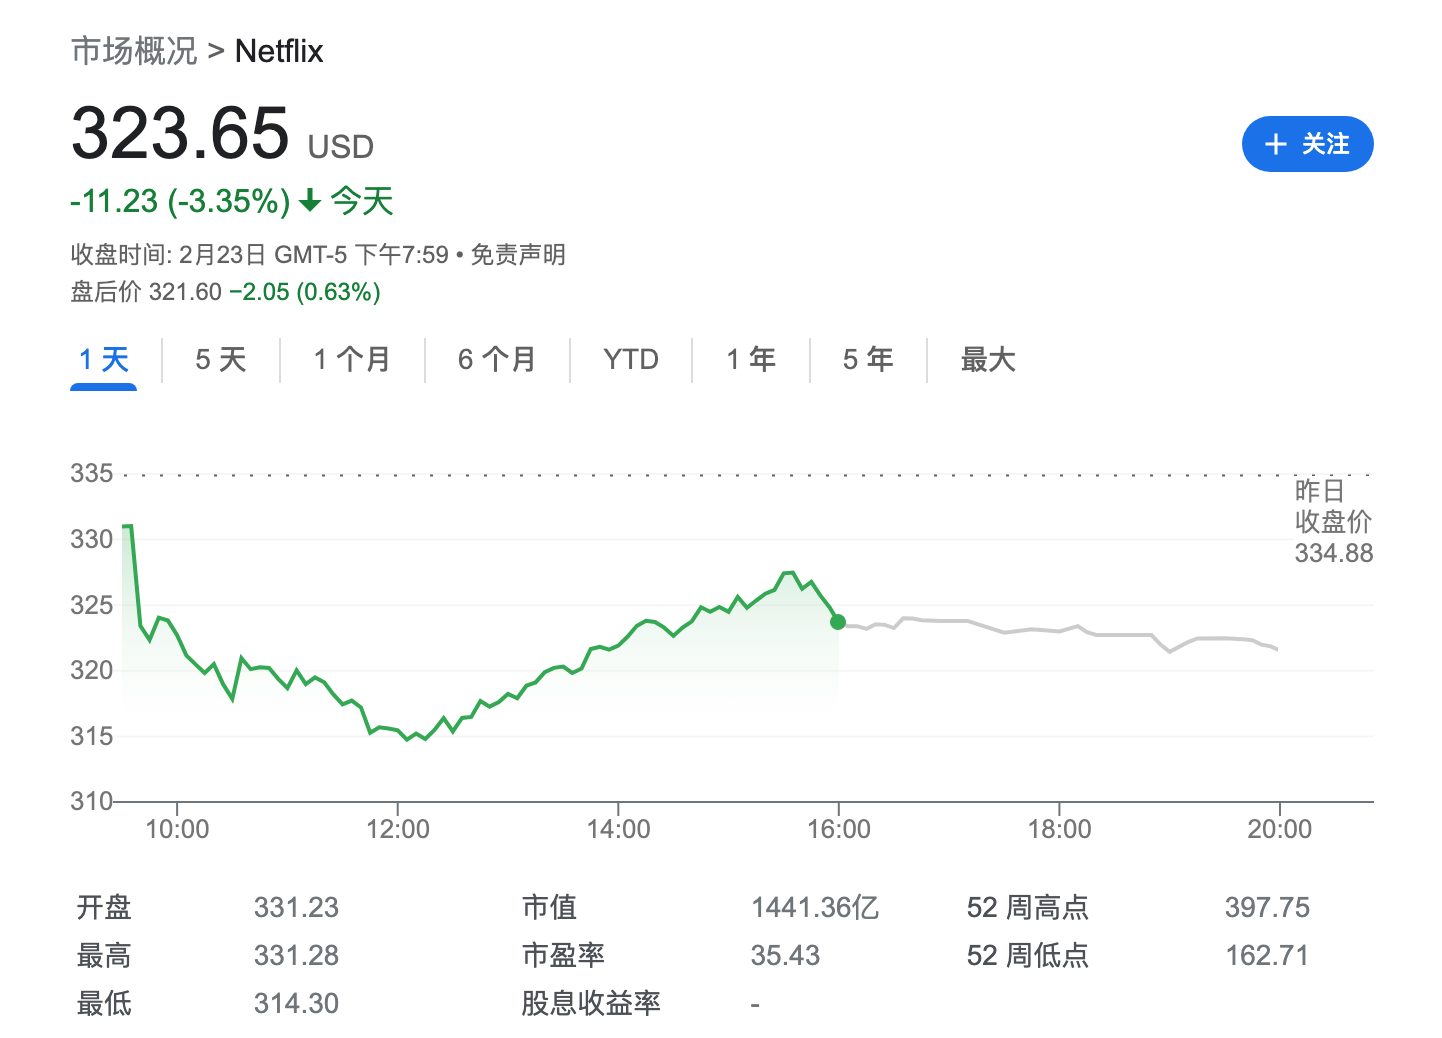 市场概况 > Netflix
323.65 USD
+ 关注
-11.23 (-3.35%) ↓ 今天
收盘时间: 2月23日 GMT-5 下午7:59 • 免责声明
盘后价 321.60 −2.05 (0.63%)
1 天 5 天 1 个月 6 个月 YTD 1 年 5 年 最大
335
昨日
收盘价
334.88
330
325
320
315
310
10:00 12:00 14:00 16:00 18:00 20:00
开盘 331.23 市值 1441.36亿 52 周高点 397.75
最高 331.28 市盈率 35.43 52 周低点 162.71
最低 314.30 股息收益率 -